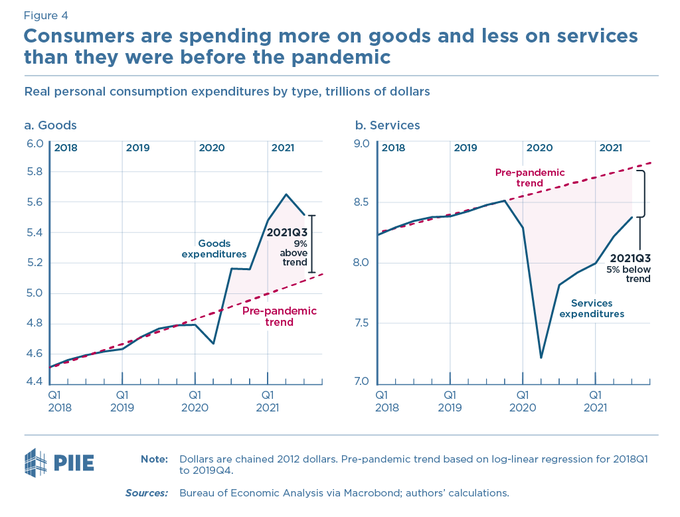 Figure 4
Consumers are spending more on goods and less on services
than they were before the pandemic
Real personal consumption expenditures by type, trillions of dollars
a. Goods
6.0
5.8
5.6
5.4
5.2
5.0
4.8
4.6
4.4
2018
2019
2020
2021
Goods
expenditures
2021Q3
9%
above
trend
Pre-pandemic
trend
Q1
2018
Q1
2019
Q1
2020
Q1
2021
b. Services
9.0
8.5
8.0
7.5
7.0
2018
2019
2020
2021
Pre-pandemic
trend
2021Q3
5% below
trend
Services
expenditures
Q1
2018
Q1
2019
Q1
2020
Q1
2021
PIIE
Note: Dollars are chained 2012 dollars. Pre-pandemic trend based on log-linear regression for 2018Q1
to 2019Q4.
Sources: Bureau of Economic Analysis via Macrobond; authors' calculations.